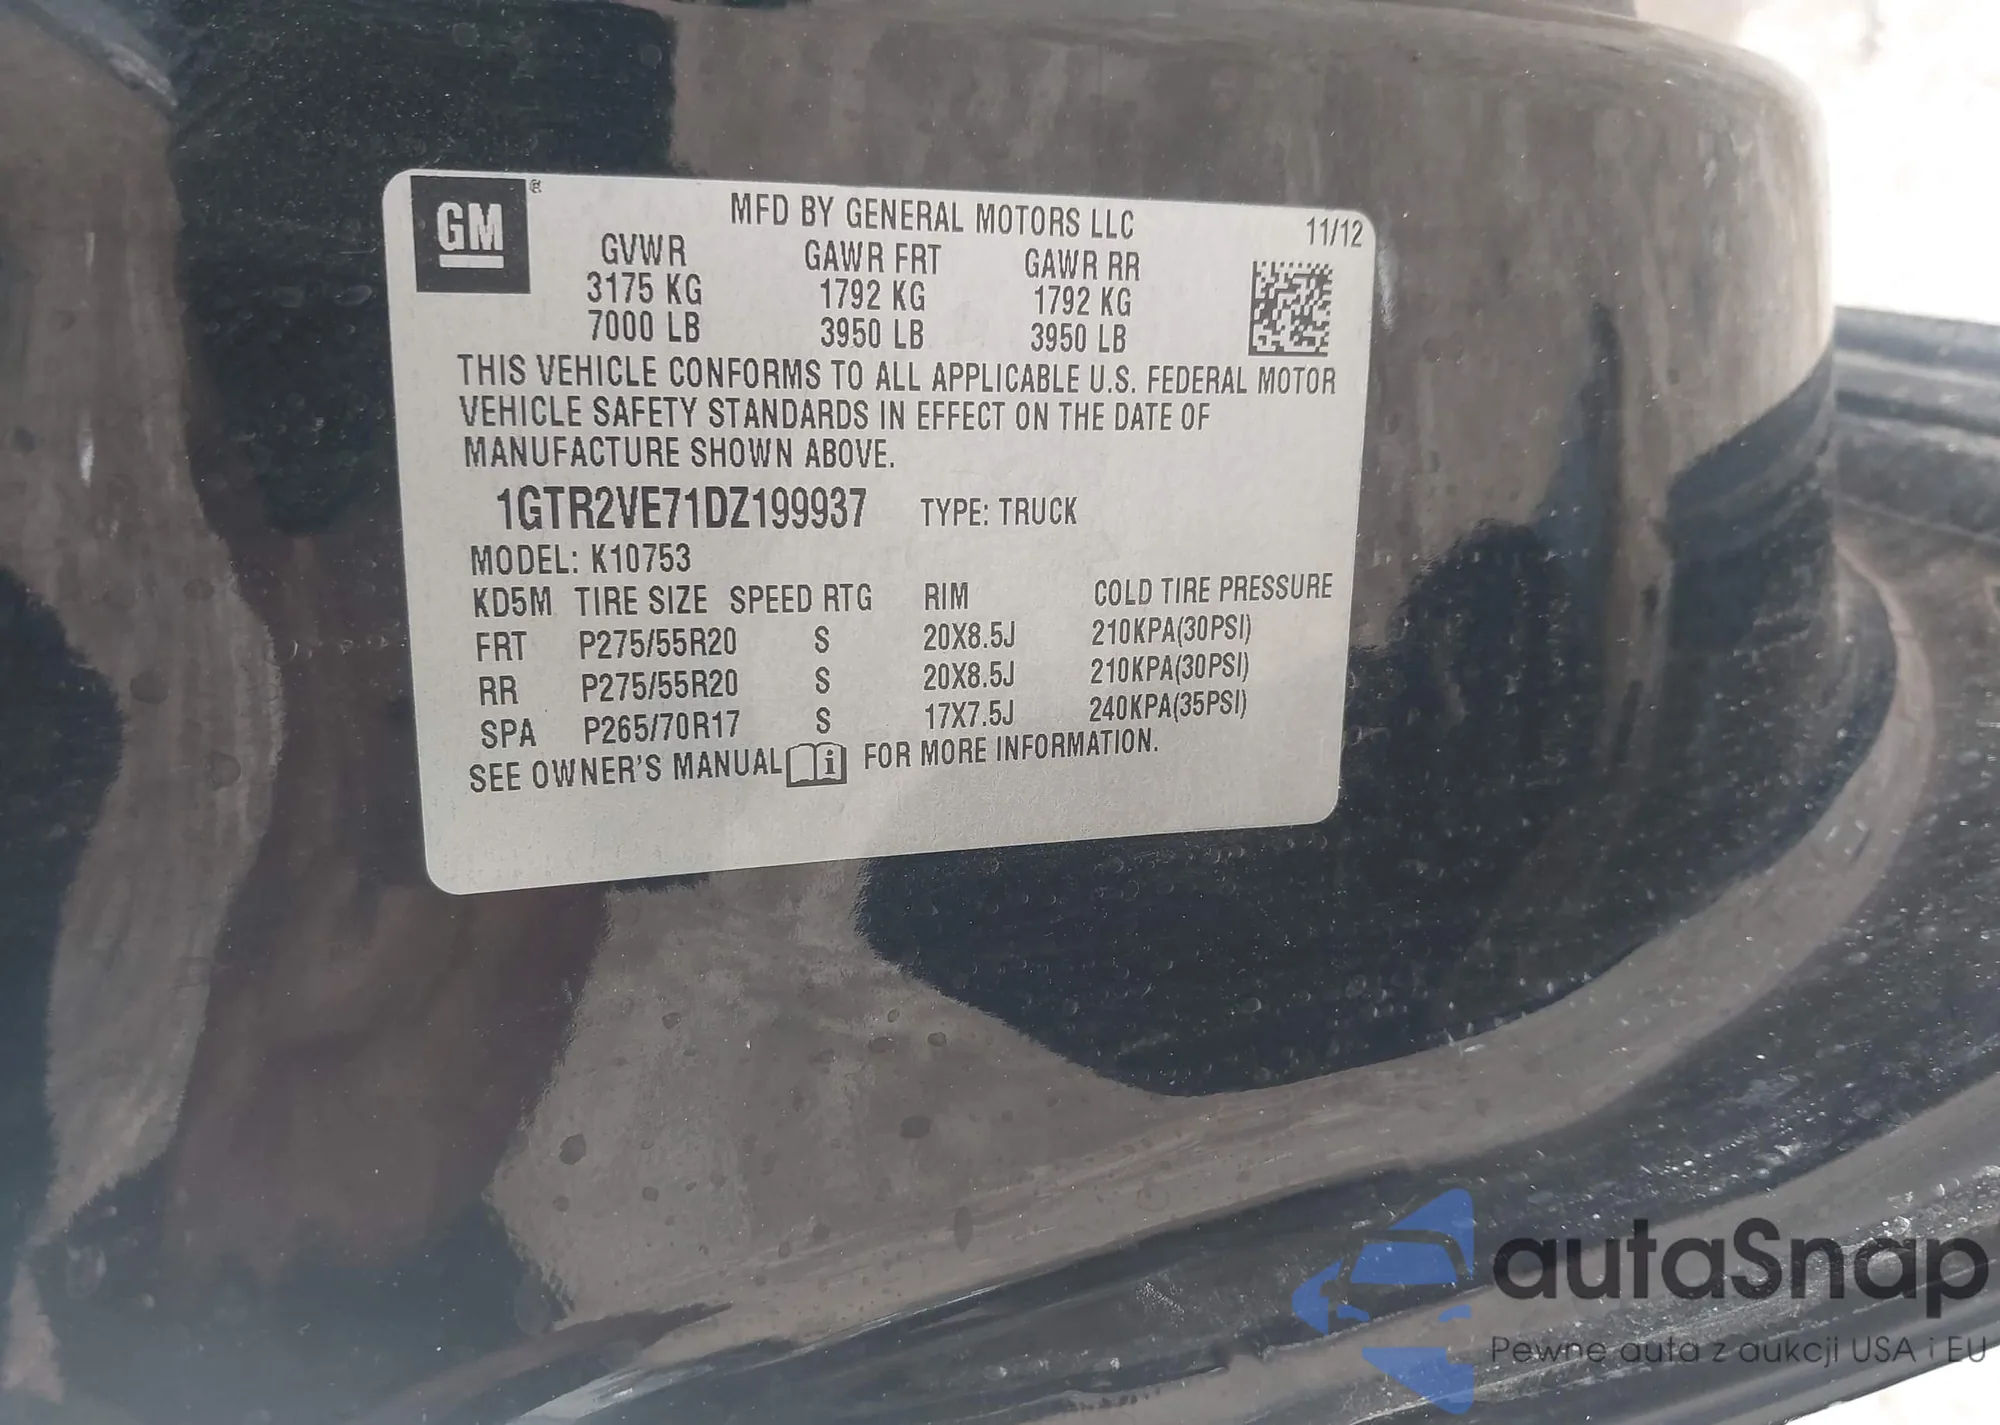 GM®
MFD BY GENERAL MOTORS LLC 11/12
GVWR GAWR FRT GAWR RR
3175 KG 1792 KG 1792 KG
7000 LB 3950 LB 3950 LB
THIS VEHICLE CONFORMS TO ALL APPLICABLE U.S. FEDERAL MOTOR
VEHICLE SAFETY STANDARDS IN EFFECT ON THE DATE OF
MANUFACTURE SHOWN ABOVE.
1GTR2VE71DZ199937 TYPE: TRUCK
MODEL: K10753
KD5M TIRE SIZE SPEED RTG RIM COLD TIRE PRESSURE
FRT P275/55R20 S 20X8.5J 210KPA(30PSI)
RR P275/55R20 S 20X8.5J 210KPA(30PSI)
SPA P265/70R17 S 17X7.5J 240KPA(35PSI)
SEE OWNER'S MANUAL i FOR MORE INFORMATION.
autaSnap
Pewne auta z aukcji USA i EU